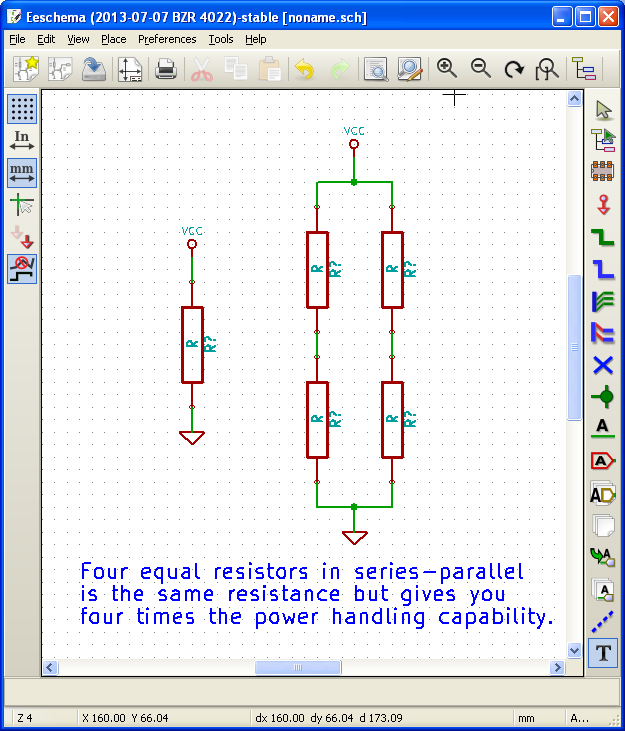 Eeschema (2013-07-07 BZR 4022)-stable [noname.sch]
File Edit View Place Preferences Tools Help
In
mm
VCC
VCC
R R?
R R?
R R?
R R?
R R?
A
A
AD
A
A
T
Four equal resistors in series-parallel
is the same resistance but gives you
four times the power handling capability.
Z 4 X 160.00 Y 66.04 dx 160.00 dy 66.04 d 173.09 mm A...